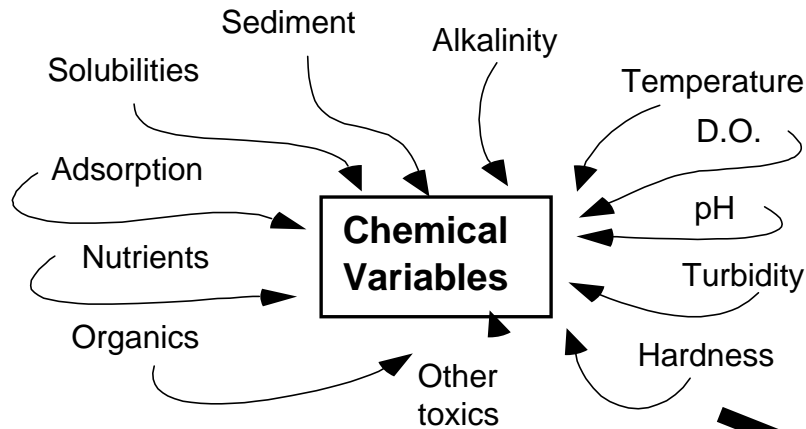 Sediment
Alkalinity
Solubilities
Temperature
D.O.
Adsorption
pH
Chemical
Variables
Nutrients
Turbidity
Organics
Hardness
Other
toxics